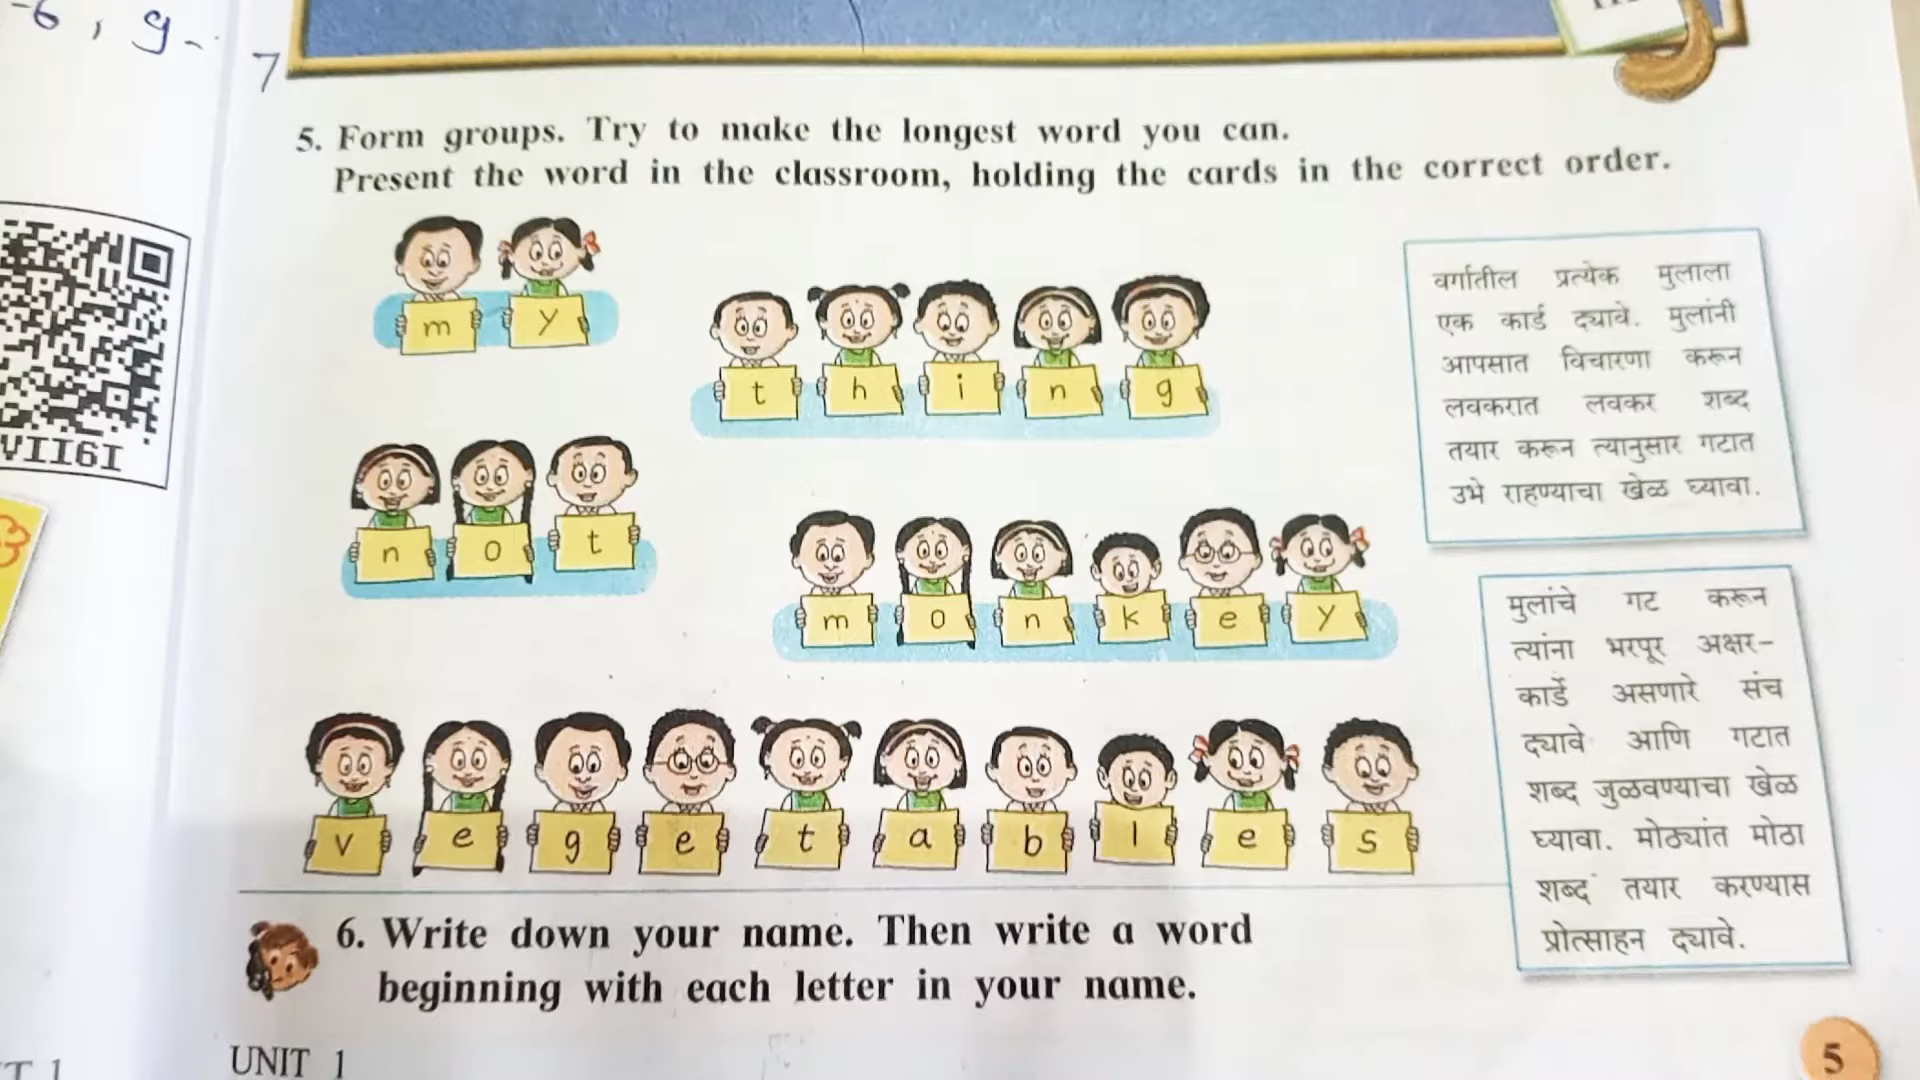 -6, 9-
7
5. Form groups. Try to make the longest word you can.
Present the word in the classroom, holding the cards in the correct order.
m y
t h i n g
n o t
m o n k e y
v e g e t a b l e s
6. Write down your name. Then write a word
beginning with each letter in your name.
UNIT 1
VII6I
वर्गातील प्रत्येक मुलाला
एक कार्ड द्यावे. मुलांनी
आपसात विचारणा करून
लवकरात लवकर शब्द
तयार करून त्यानुसार गटात
उभे राहण्याचा खेळ घ्यावा.
मुलांचे गट करून
त्यांना भरपूर अक्षर-
कार्डे असणारे संच
द्यावे आणि गटात
शब्द जुळवण्याचा खेळ
घ्यावा. मोठ्यांत मोठा
शब्द तयार करण्यास
प्रोत्साहन द्यावे.
5